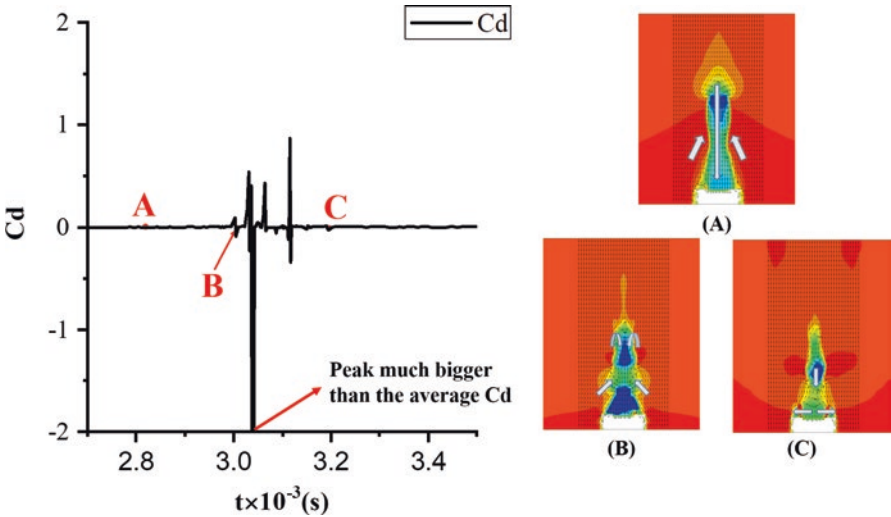 Cd
2
1
0
-1
-2
Cd
A
B
C
Peak much bigger
than the average Cd
2.8
3.0
3.2
3.4
t×10⁻³(s)
(A)
(B)
(C)